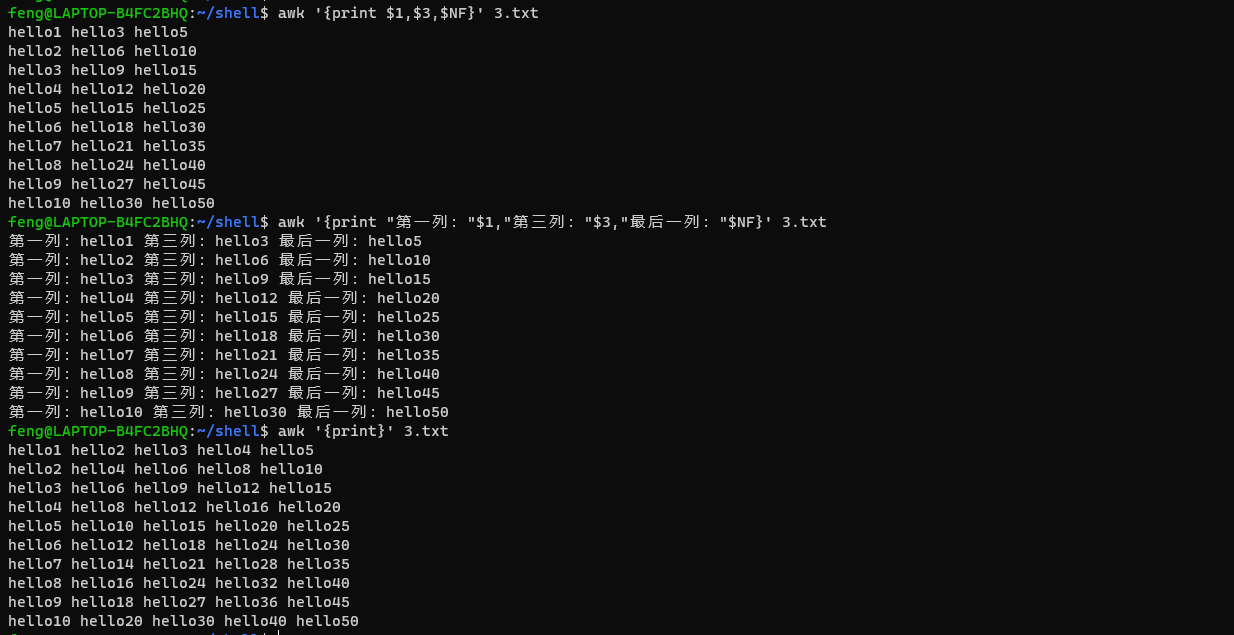 feng@LAPTOP-B4FC2BHQ:~/shell$ awk '{print $1,$3,$NF}' 3.txt
hello1 hello3 hello5
hello2 hello6 hello10
hello3 hello9 hello15
hello4 hello12 hello20
hello5 hello15 hello25
hello6 hello18 hello30
hello7 hello21 hello35
hello8 hello24 hello40
hello9 hello27 hello45
hello10 hello30 hello50
feng@LAPTOP-B4FC2BHQ:~/shell$ awk '{print "第一列："$1,"第三列："$3,"最后一列："$NF}' 3.txt
第一列：hello1 第三列：hello3 最后一列：hello5
第一列：hello2 第三列：hello6 最后一列：hello10
第一列：hello3 第三列：hello9 最后一列：hello15
第一列：hello4 第三列：hello12 最后一列：hello20
第一列：hello5 第三列：hello15 最后一列：hello25
第一列：hello6 第三列：hello18 最后一列：hello30
第一列：hello7 第三列：hello21 最后一列：hello35
第一列：hello8 第三列：hello24 最后一列：hello40
第一列：hello9 第三列：hello27 最后一列：hello45
第一列：hello10 第三列：hello30 最后一列：hello50
feng@LAPTOP-B4FC2BHQ:~/shell$ awk '{print}' 3.txt
hello1 hello2 hello3 hello4 hello5
hello2 hello4 hello6 hello8 hello10
hello3 hello6 hello9 hello12 hello15
hello4 hello8 hello12 hello16 hello20
hello5 hello10 hello15 hello20 hello25
hello6 hello12 hello18 hello24 hello30
hello7 hello14 hello21 hello28 hello35
hello8 hello16 hello24 hello32 hello40
hello9 hello18 hello27 hello36 hello45
hello10 hello20 hello30 hello40 hello50